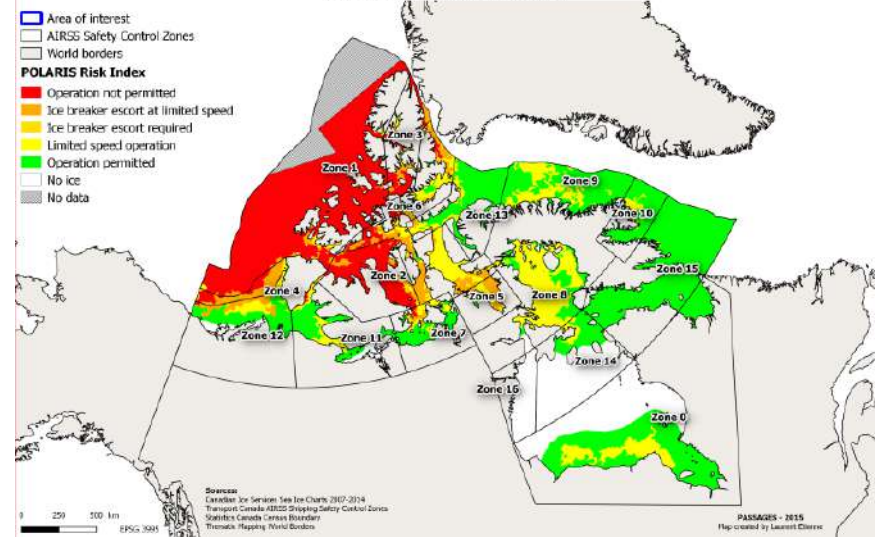 Area of interest
AIRSS Safety Control Zones
World borders
POLARIS Risk Index
Operation not permitted
Ice breaker escort at limited speed
Ice breaker escort required
Limited speed operation
Operation permitted
No ice
No data
Zone 3
Zone 1
Zone 9
Zone 6
Zone 13
Zone 10
Zone 2
Zone 15
Zone 4
Zone 5
Zone 8
Zone 12
Zone 11
Zone 7
Zone 14
Zone 16
Zone 0
Sources:
Canadian Ice Services Sea Ice Charts 2007-2014
Transport Canada AIRSS Shipping Safety Control Zones
Statistics Canada Census Boundary
Thematic Mapping World Borders
0 250 500 km
EPSG 3995
PASSAGES - 2015
Map created by Laurent Etienne